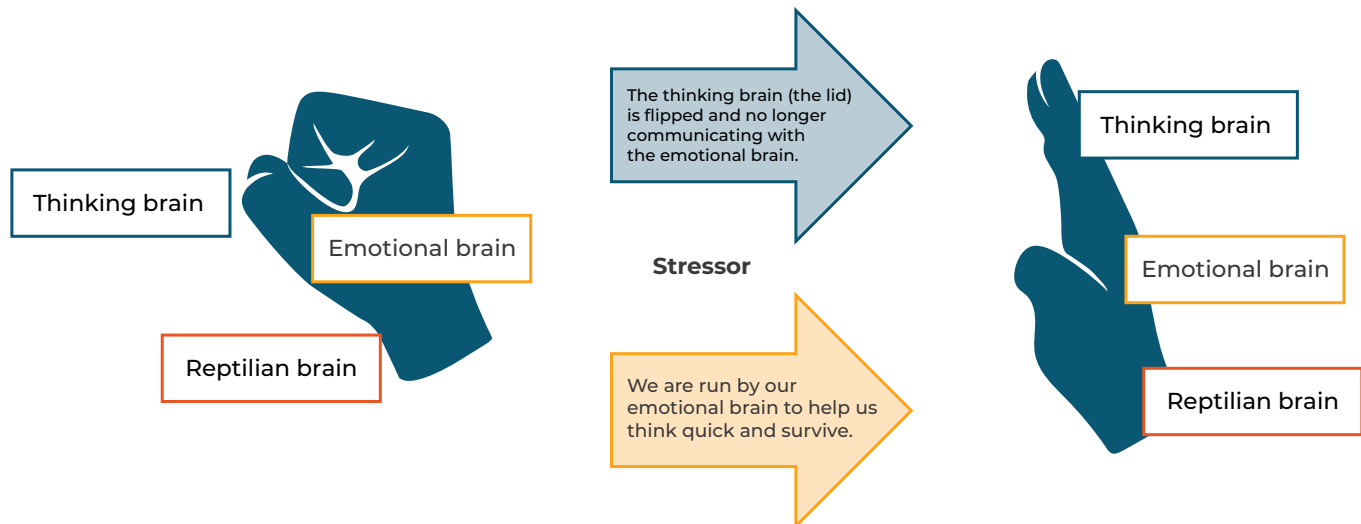 Thinking brain
Emotional brain
Reptilian brain
The thinking brain (the lid)
is flipped and no longer
communicating with
the emotional brain.
Stressor
We are run by our
emotional brain to help us
think quick and survive.
Thinking brain
Emotional brain
Reptilian brain